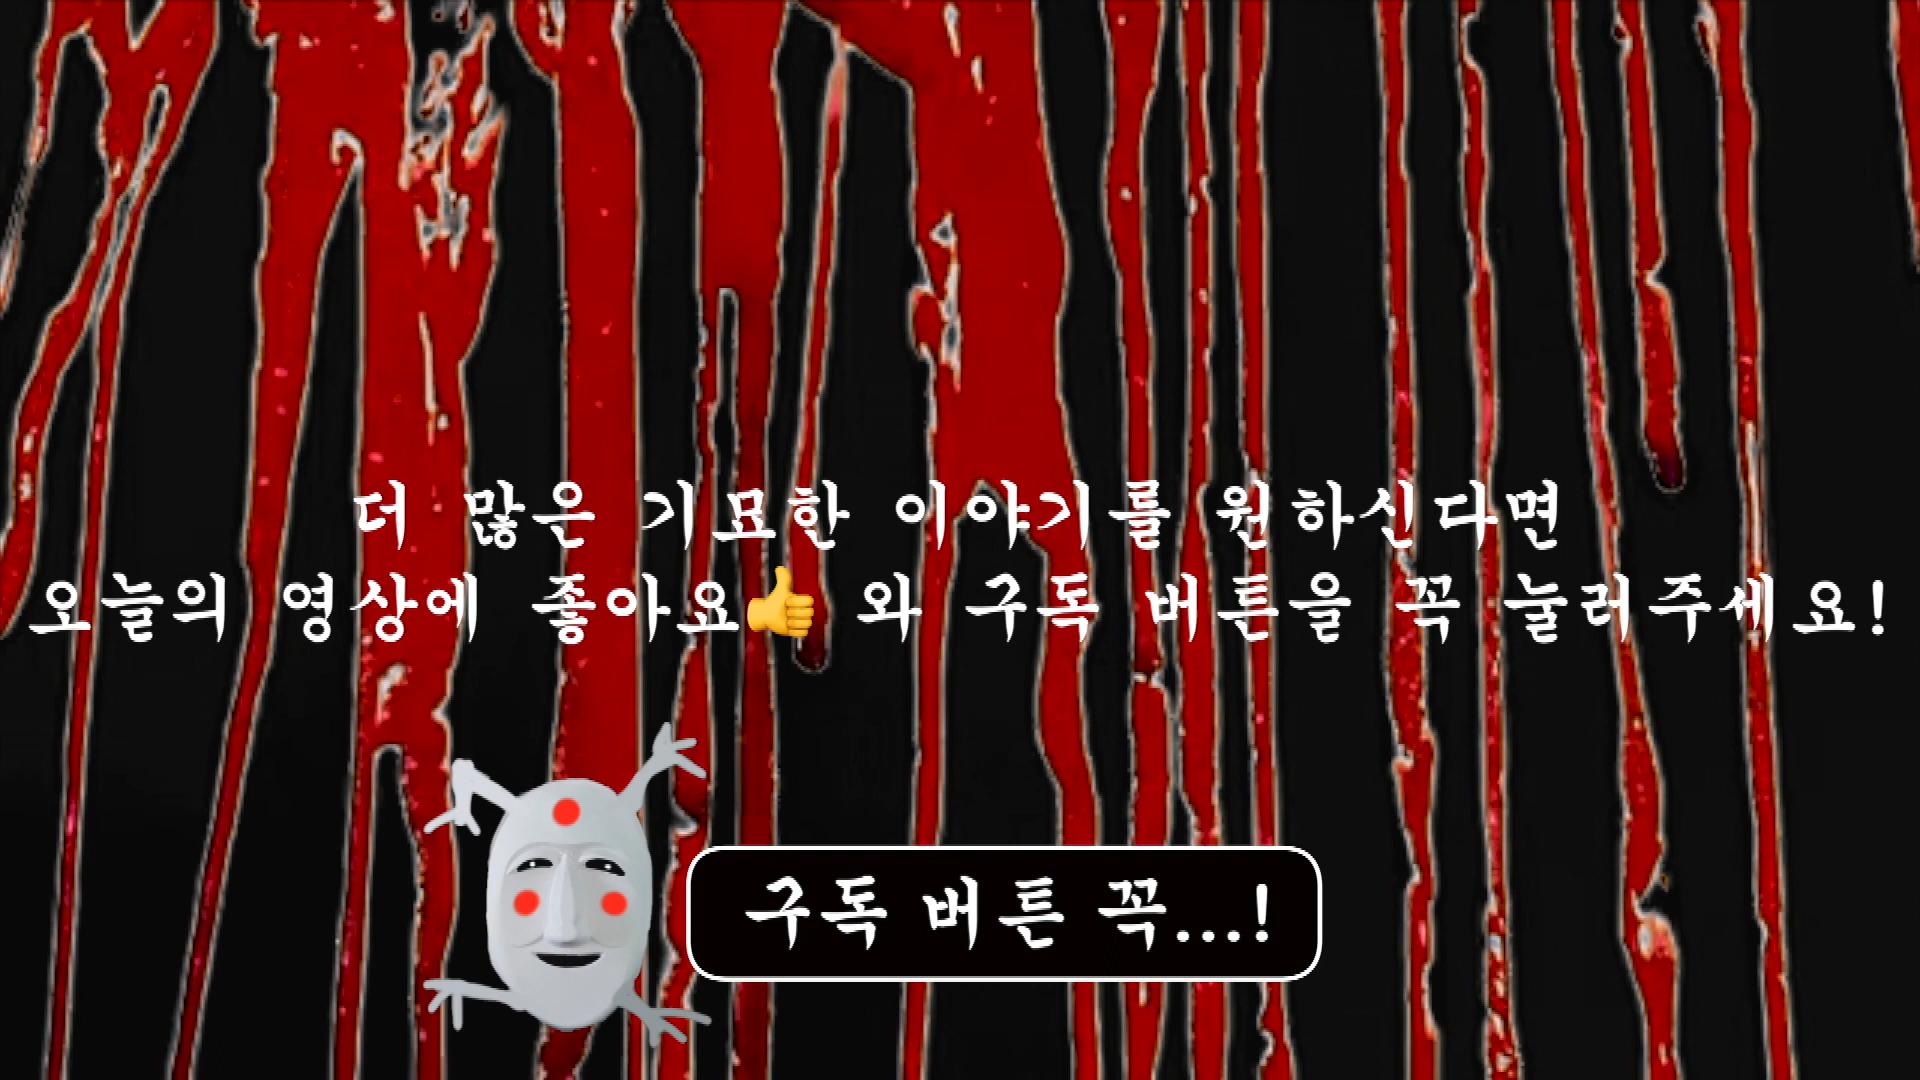 더 많은 기묘한 이야기를 원하신다면
오늘의 영상에 좋아요👍 와 구독 버튼을 꼭 눌러주세요!
구독 버튼 꼭...!